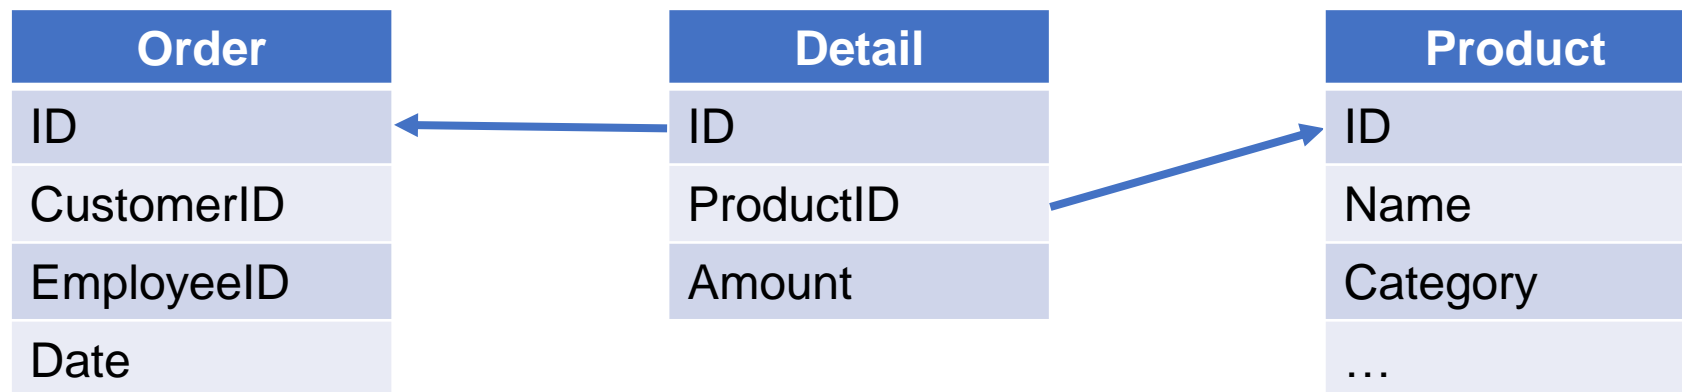 Order
ID
CustomerID
EmployeeID
Date
Detail
ID
ProductID
Amount
Product
ID
Name
Category
…